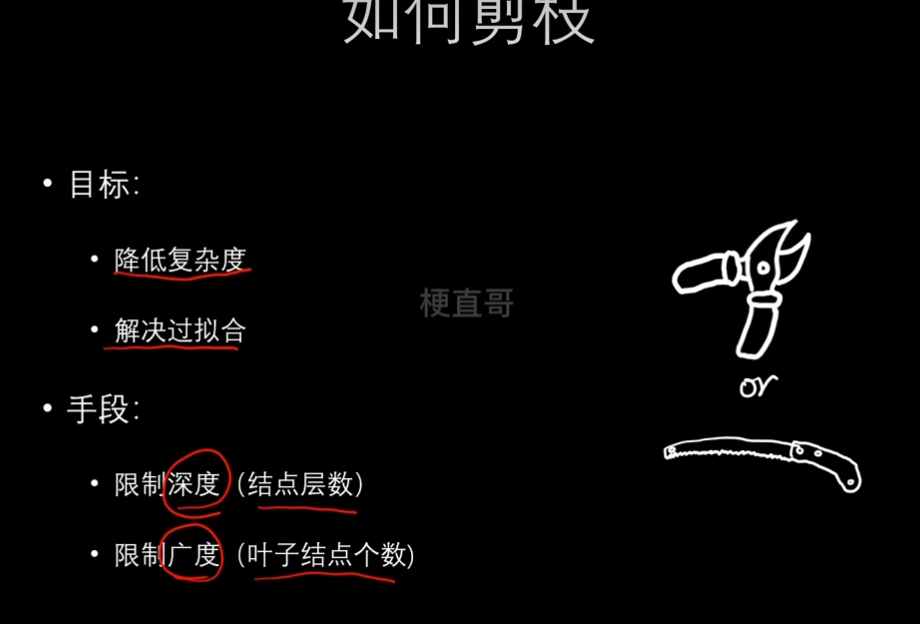 如何剪枝
• 目标：
• 降低复杂度
• 解决过拟合
梗直哥
or
• 手段：
• 限制深度（结点层数）
• 限制广度（叶子结点个数)